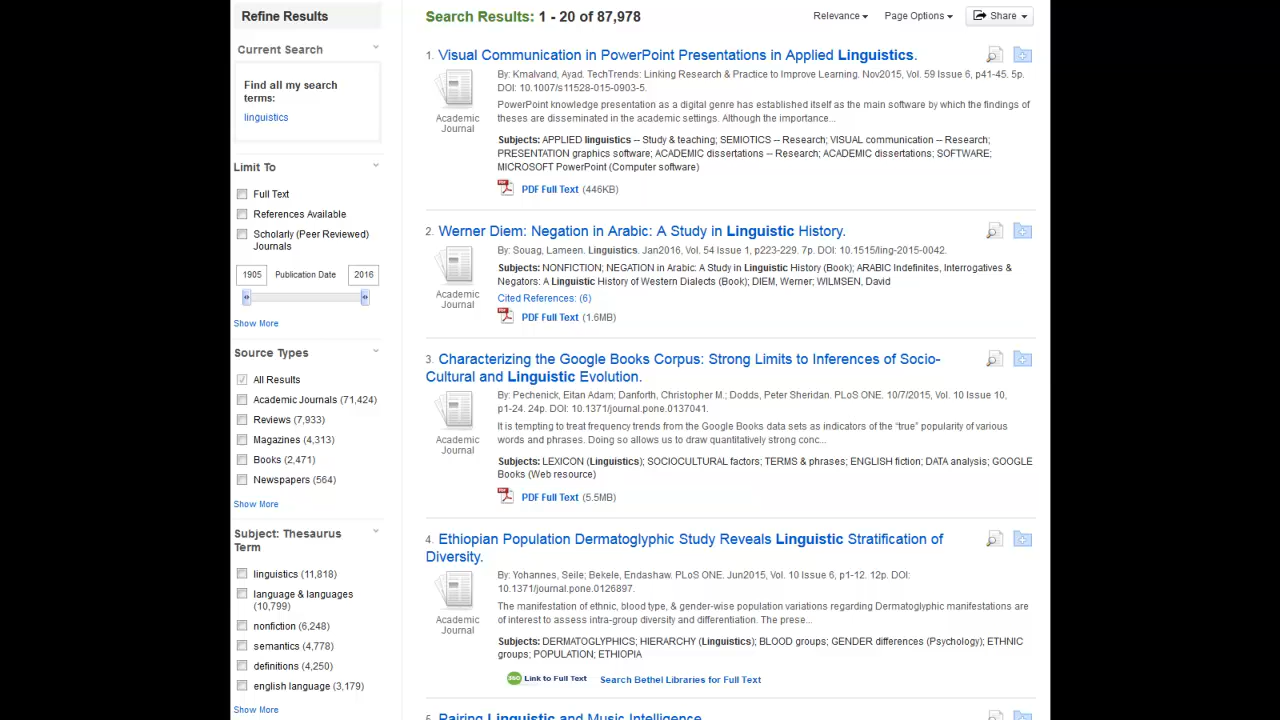 Refine Results
Current Search
Find all my search
terms:
linguistics
Limit To
Full Text
References Available
Scholarly (Peer Reviewed)
Journals
1905 Publication Date 2016
Show More
Source Types
All Results
Academic Journals (71,424)
Reviews (7,933)
Magazines (4,313)
Books (2,471)
Newspapers (564)
Show More
Subject: Thesaurus
Term
linguistics (11,818)
language & languages
(10,799)
nonfiction (6,248)
semantics (4,778)
definitions (4,250)
english language (3,179)
Show More
Search Results: 1 - 20 of 87,978
Relevance Page Options Share
1. Visual Communication in PowerPoint Presentations in Applied Linguistics.
Academic
Journal
By: Kmalvand, Ayad. TechTrends: Linking Research & Practice to Improve Learning. Nov2015, Vol. 59 Issue 6, p41-45. 5p.
DOI: 10.1007/s11528-015-0903-5.
PowerPoint knowledge presentation as a digital genre has established itself as the main software by which the findings of
theses are disseminated in the academic settings. Although the importance...
Subjects: APPLIED linguistics -- Study & teaching; SEMIOTICS -- Research; VISUAL communication -- Research;
PRESENTATION graphics software; ACADEMIC dissertations -- Research; ACADEMIC dissertations; SOFTWARE;
MICROSOFT PowerPoint (Computer software)
PDF Full Text (446KB)
2. Werner Diem: Negation in Arabic: A Study in Linguistic History.
Academic
Journal
By: Souag, Lameen. Linguistics. Jan2016, Vol. 54 Issue 1, p223-229. 7p. DOI: 10.1515/ling-2015-0042.
Subjects: NONFICTION; NEGATION in Arabic: A Study in Linguistic History (Book); ARABIC Indefinites, Interrogatives &
Negators: A Linguistic History of Western Dialects (Book); DIEM, Werner; WILMSEN, David
Cited References: (6)
PDF Full Text (1.6MB)
3. Characterizing the Google Books Corpus: Strong Limits to Inferences of Socio-
Cultural and Linguistic Evolution.
Academic
Journal
By: Pechenick, Eitan Adam; Danforth, Christopher M.; Dodds, Peter Sheridan. PLoS ONE. 10/7/2015, Vol. 10 Issue 10,
p1-24. 24p. DOI: 10.1371/journal.pone.0137041.
It is tempting to treat frequency trends from the Google Books data sets as indicators of the “true” popularity of various
words and phrases. Doing so allows us to draw quantitatively strong conc...
Subjects: LEXICON (Linguistics); SOCIOCULTURAL factors; TERMS & phrases; ENGLISH fiction; DATA analysis; GOOGLE
Books (Web resource)
PDF Full Text (5.5MB)
4. Ethiopian Population Dermatoglyphic Study Reveals Linguistic Stratification of
Diversity.
Academic
Journal
By: Yohannes, Seile; Bekele, Endashaw. PLoS ONE. Jun2015, Vol. 10 Issue 6, p1-12. 12p. DOI:
10.1371/journal.pone.0126897.
The manifestation of ethnic, blood type, & gender-wise population variations regarding Dermatoglyphic manifestations are
of interest to assess intra-group diversity and differentiation. The prese...
Subjects: DERMATOGLYPHICS; HIERARCHY (Linguistics); BLOOD groups; GENDER differences (Psychology); ETHNIC
groups; POPULATION; ETHIOPIA
360 Link to Full Text Search Bethel Libraries for Full Text
5. Pairing Linguistic and Music Intelligence.